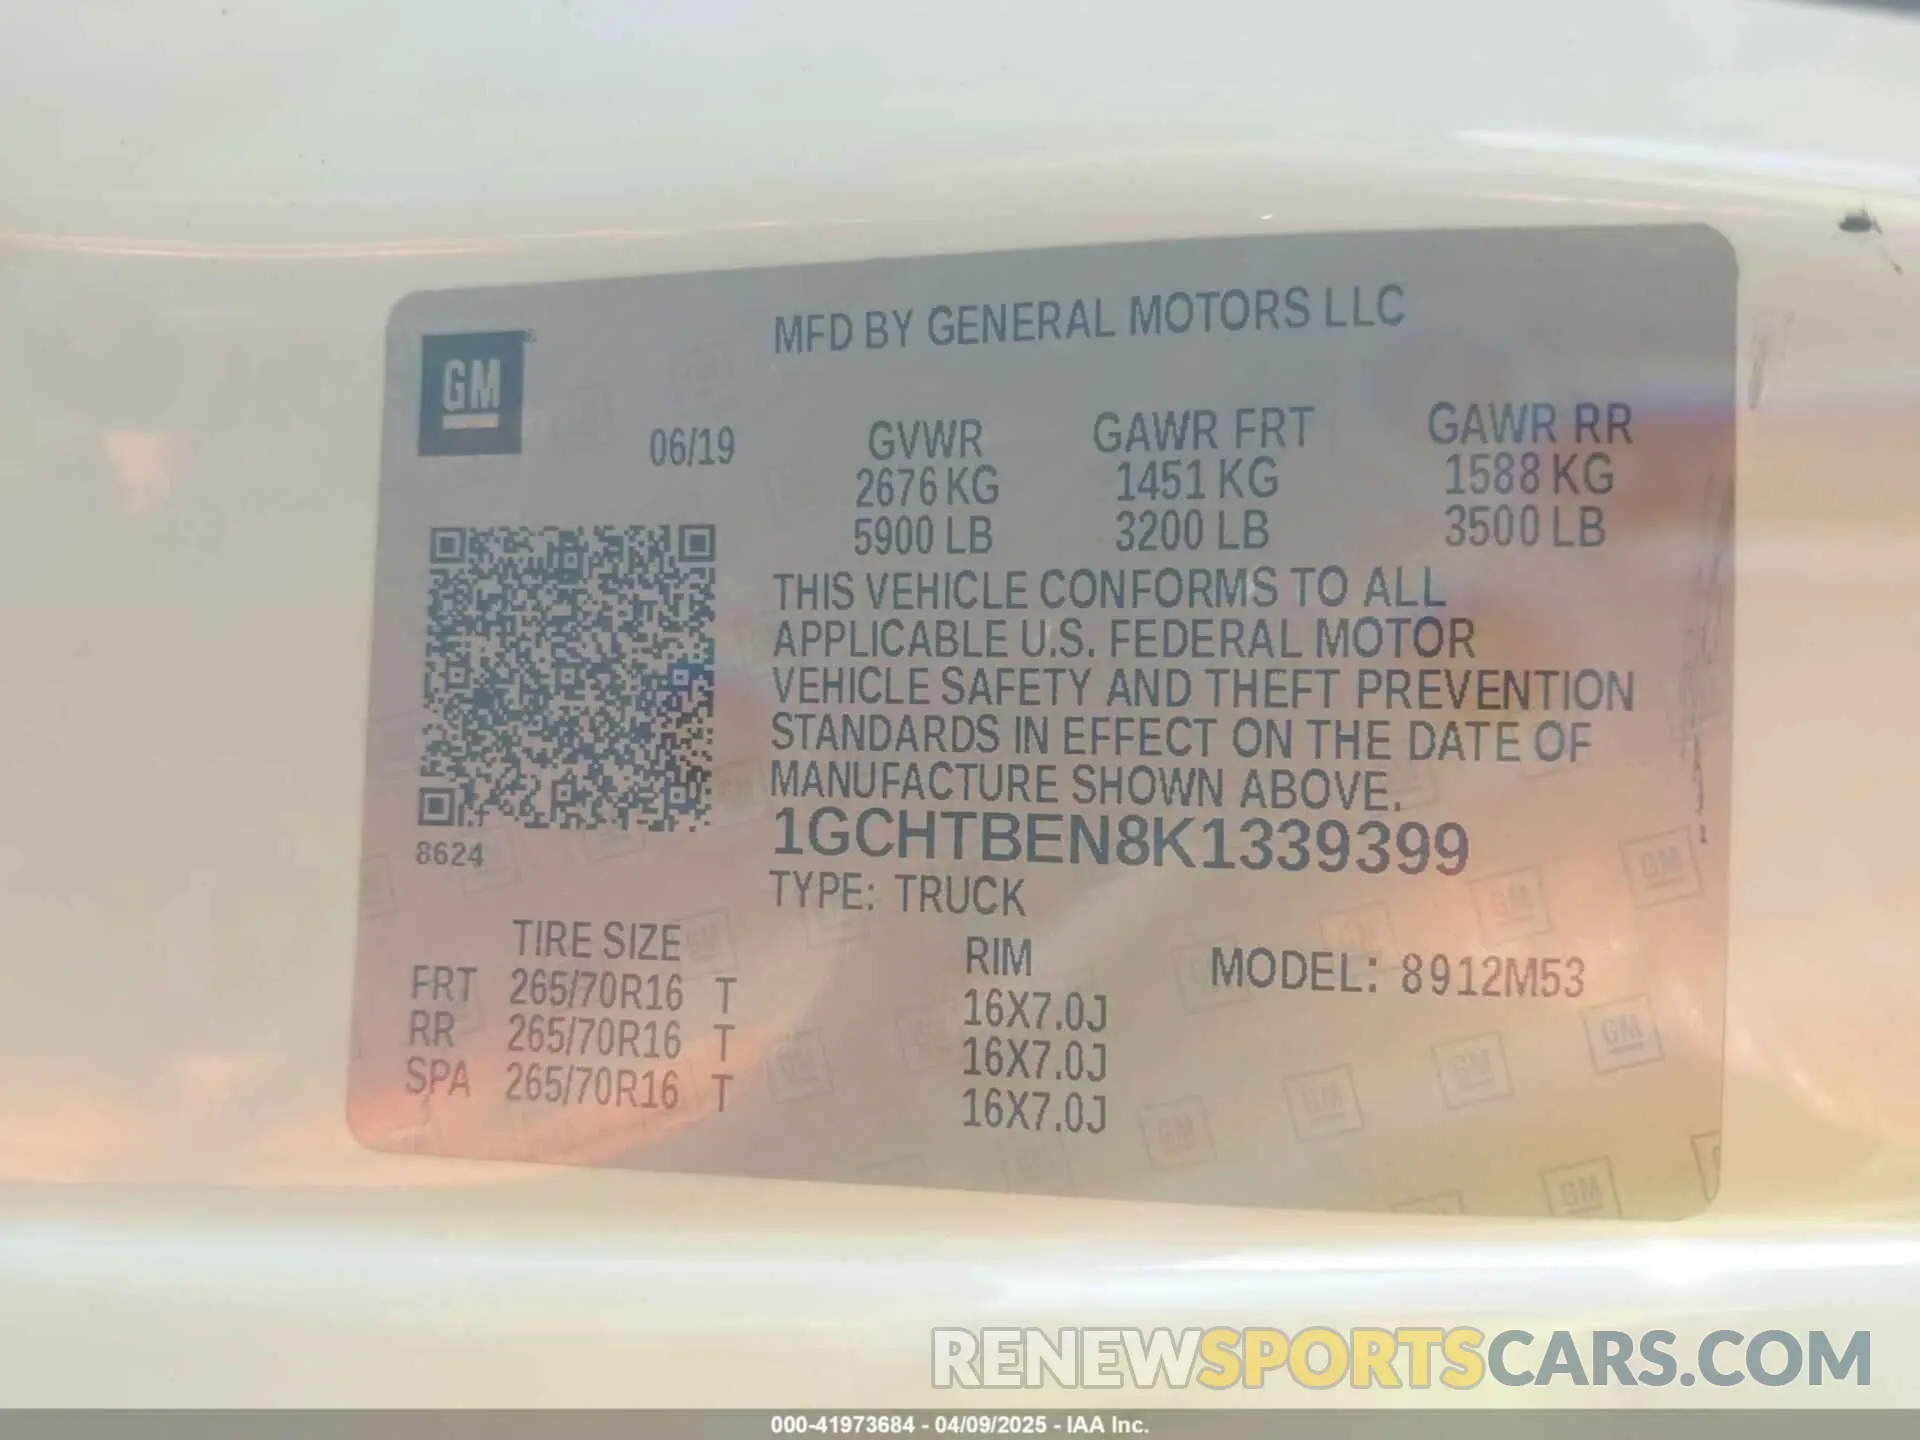 MFD BY GENERAL MOTORS LLC
GM
06/19
GVWR GAWR FRT GAWR RR
2676 KG 1451 KG 1588 KG
5900 LB 3200 LB 3500 LB
THIS VEHICLE CONFORMS TO ALL
APPLICABLE U.S. FEDERAL MOTOR
VEHICLE SAFETY AND THEFT PREVENTION
STANDARDS IN EFFECT ON THE DATE OF
MANUFACTURE SHOWN ABOVE.
8624
1GCHTBEN8K1339399
TYPE: TRUCK
TIRE SIZE RIM MODEL: 8912M53
FRT 265/70R16 T 16X7.0J
RR 265/70R16 T 16X7.0J
SPA 265/70R16 T 16X7.0J
RENEWSPORTSCARS.COM
000-41973684 - 04/09/2025 - IAA Inc.